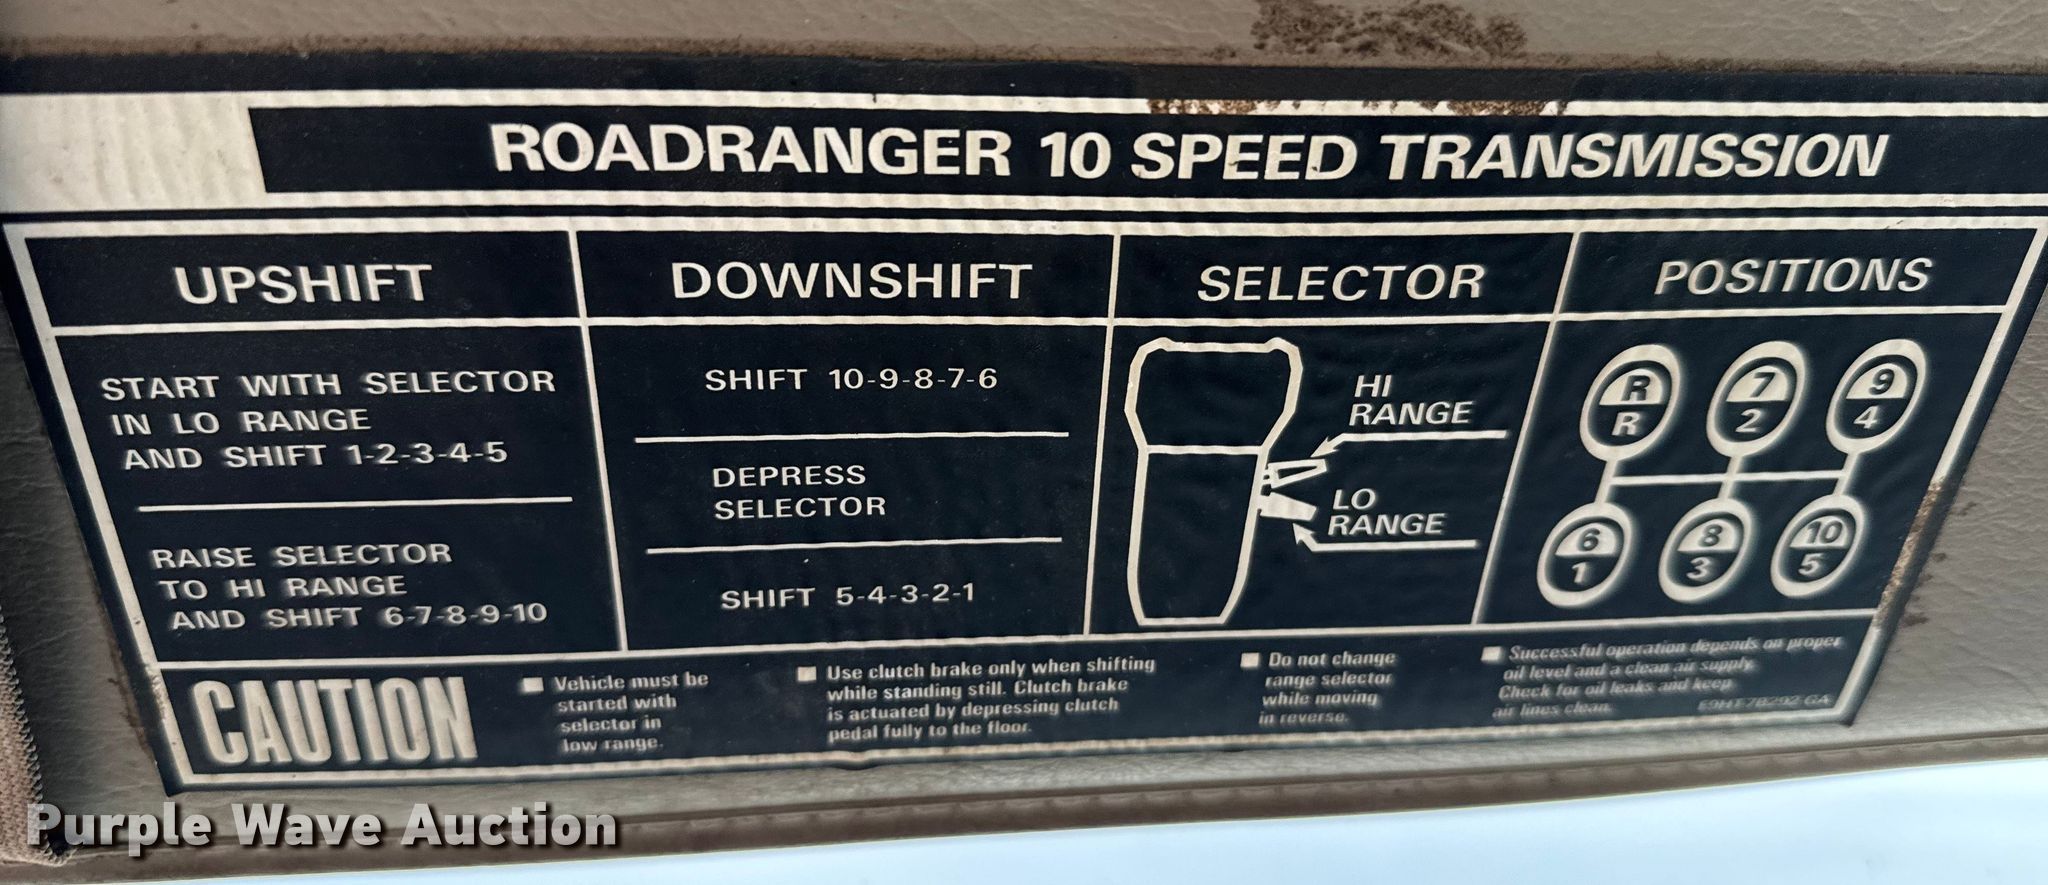 ROADRANGER 10 SPEED TRANSMISSION
UPSHIFT
START WITH SELECTOR
IN LO RANGE
AND SHIFT 1-2-3-4-5
RAISE SELECTOR
TO HI RANGE
AND SHIFT 6-7-8-9-10
DOWNSHIFT
SHIFT 10-9-8-7-6
DEPRESS
SELECTOR
SHIFT 5-4-3-2-1
SELECTOR
HI
RANGE
LO
RANGE
POSITIONS
R 7 9
R 2 4
6 8 10
1 3 5
CAUTION
Vehicle must be
started with
selector in
low range.
Use clutch brake only when shifting
while standing still. Clutch brake
is actuated by depressing clutch
pedal fully to the floor.
Do not change
range selector
while moving
in reverse.
Successful operation depends on proper
oil level and a clean air supply.
Check for oil leaks and keep
air lines clean.
E9HT-7B292-GA
Purple Wave Auction